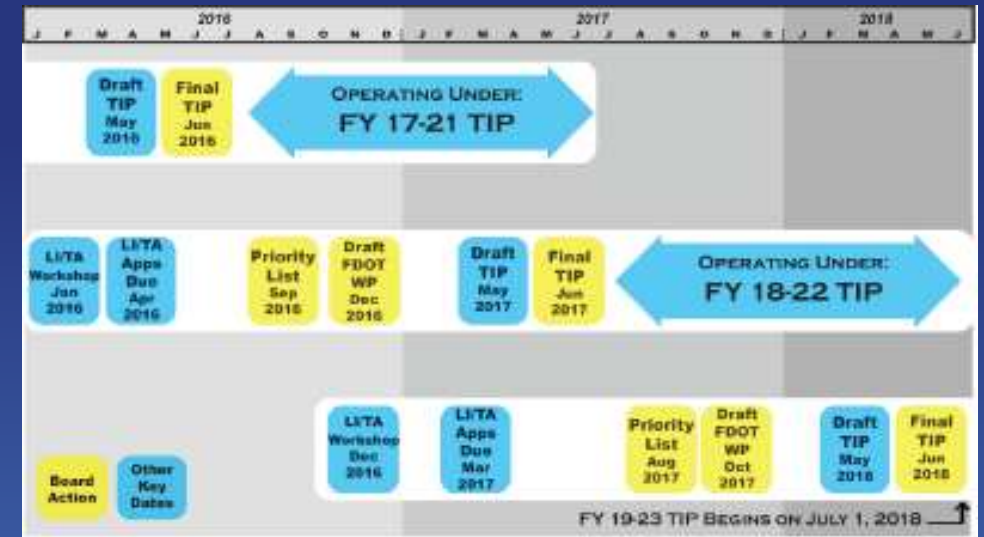 2016 2017 2018
J F M A M J J A S O N D J F M A M J J A S O N D J F M A M J
Draft
TIP
May
2016
Final
TIP
Jun
2016
OPERATING UNDER:
FY 17-21 TIP
LI/TA
Workshop
Jan
2016
LI/TA
Apps
Due
Apr
2016
Priority
List
Sep
2016
Draft
FDOT
WP
Dec
2016
Draft
TIP
May
2017
Final
TIP
Jun
2017
OPERATING UNDER:
FY 18-22 TIP
LI/TA
Workshop
Dec
2016
LI/TA
Apps
Due
Mar
2017
Priority
List
Aug
2017
Draft
FDOT
WP
Oct
2017
Draft
TIP
May
2018
Final
TIP
Jun
2018
Board
Action
Other
Key
Dates
FY 19-23 TIP BEGINS ON JULY 1, 2018